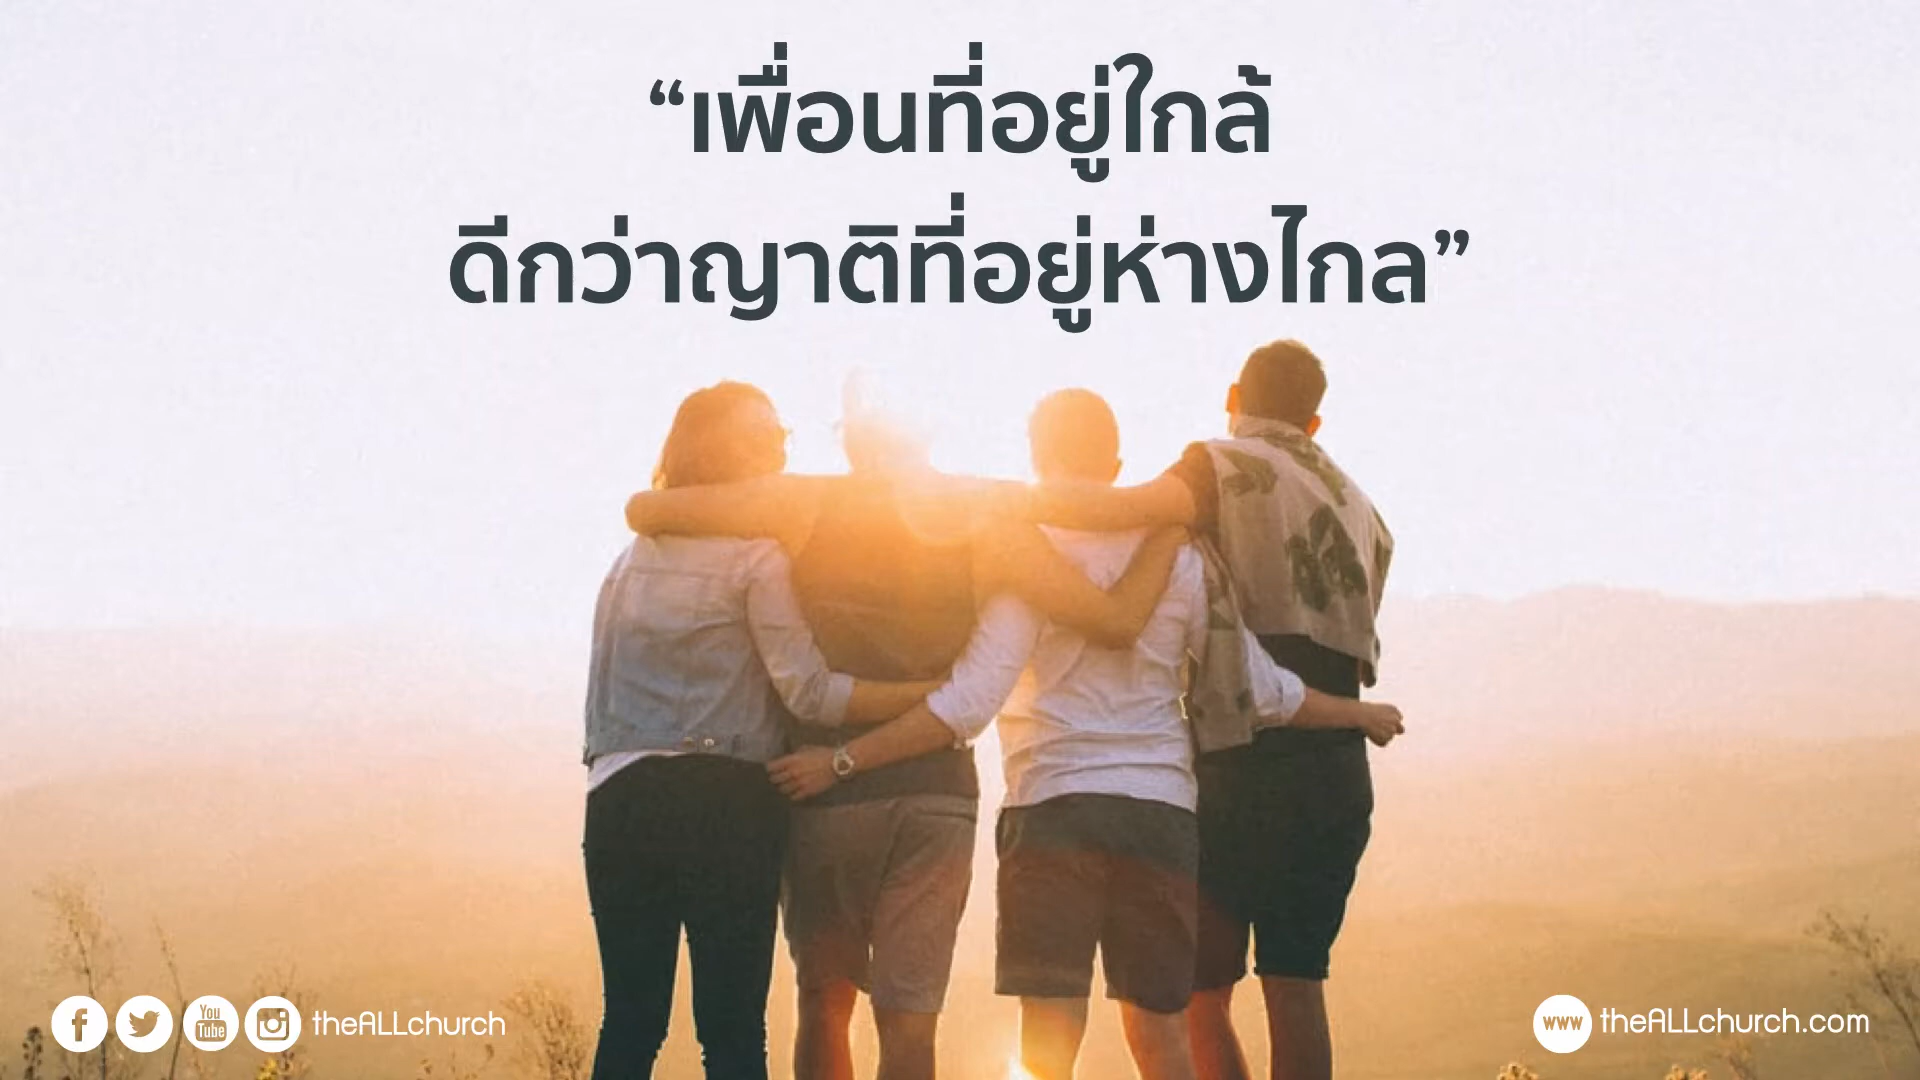 “เพื่อนที่อยู่ใกล้
ดีกว่าญาติที่อยู่ห่างไกล”
f You Tube theALLchurch
www theALLchurch.com